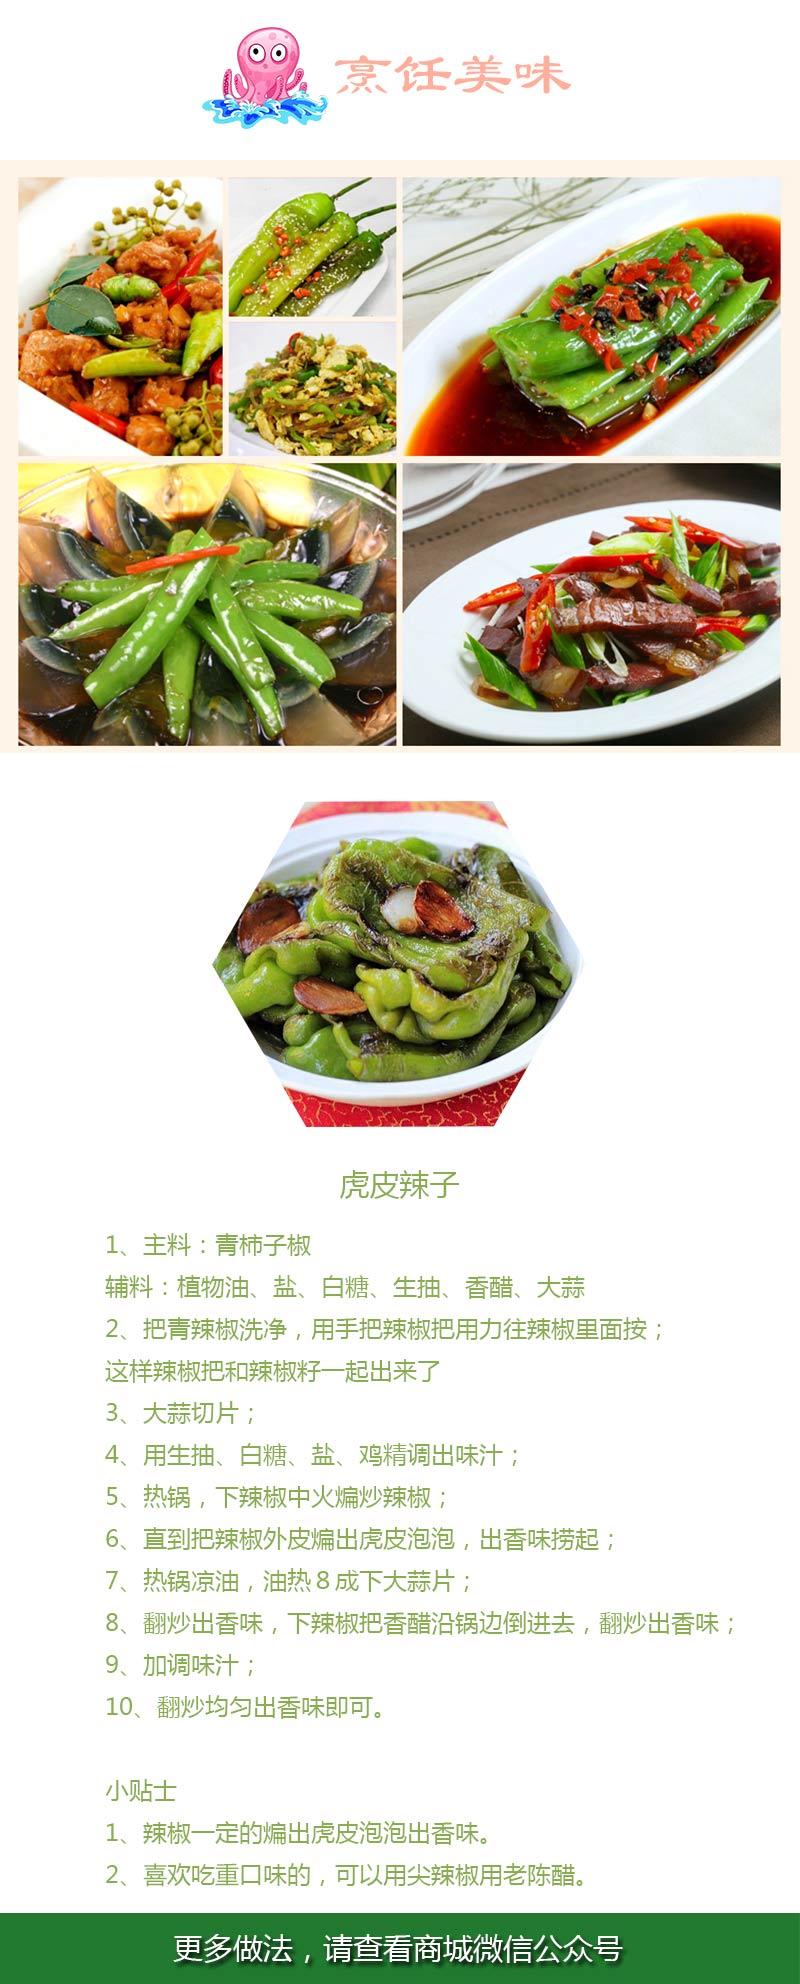 烹饪美味
虎皮辣子
1、主料：青柿子椒
辅料：植物油、盐、白糖、生抽、香醋、大蒜
2、把青辣椒洗净，用手把辣椒把用力往辣椒里面按；
这样辣椒把和辣椒籽一起出来了
3、大蒜切片；
4、用生抽、白糖、盐、鸡精调出味汁；
5、热锅，下辣椒中火煸炒辣椒；
6、直到把辣椒外皮煸出虎皮泡泡，出香味捞起；
7、热锅凉油，油热８成下大蒜片；
8、翻炒出香味，下辣椒把香醋沿锅边倒进去，翻炒出香味；
9、加调味汁；
10、翻炒均匀出香味即可。
小贴士
1、辣椒一定的煸出虎皮泡泡出香味。
2、喜欢吃重口味的，可以用尖辣椒用老陈醋。
更多做法，请查看商城微信公众号